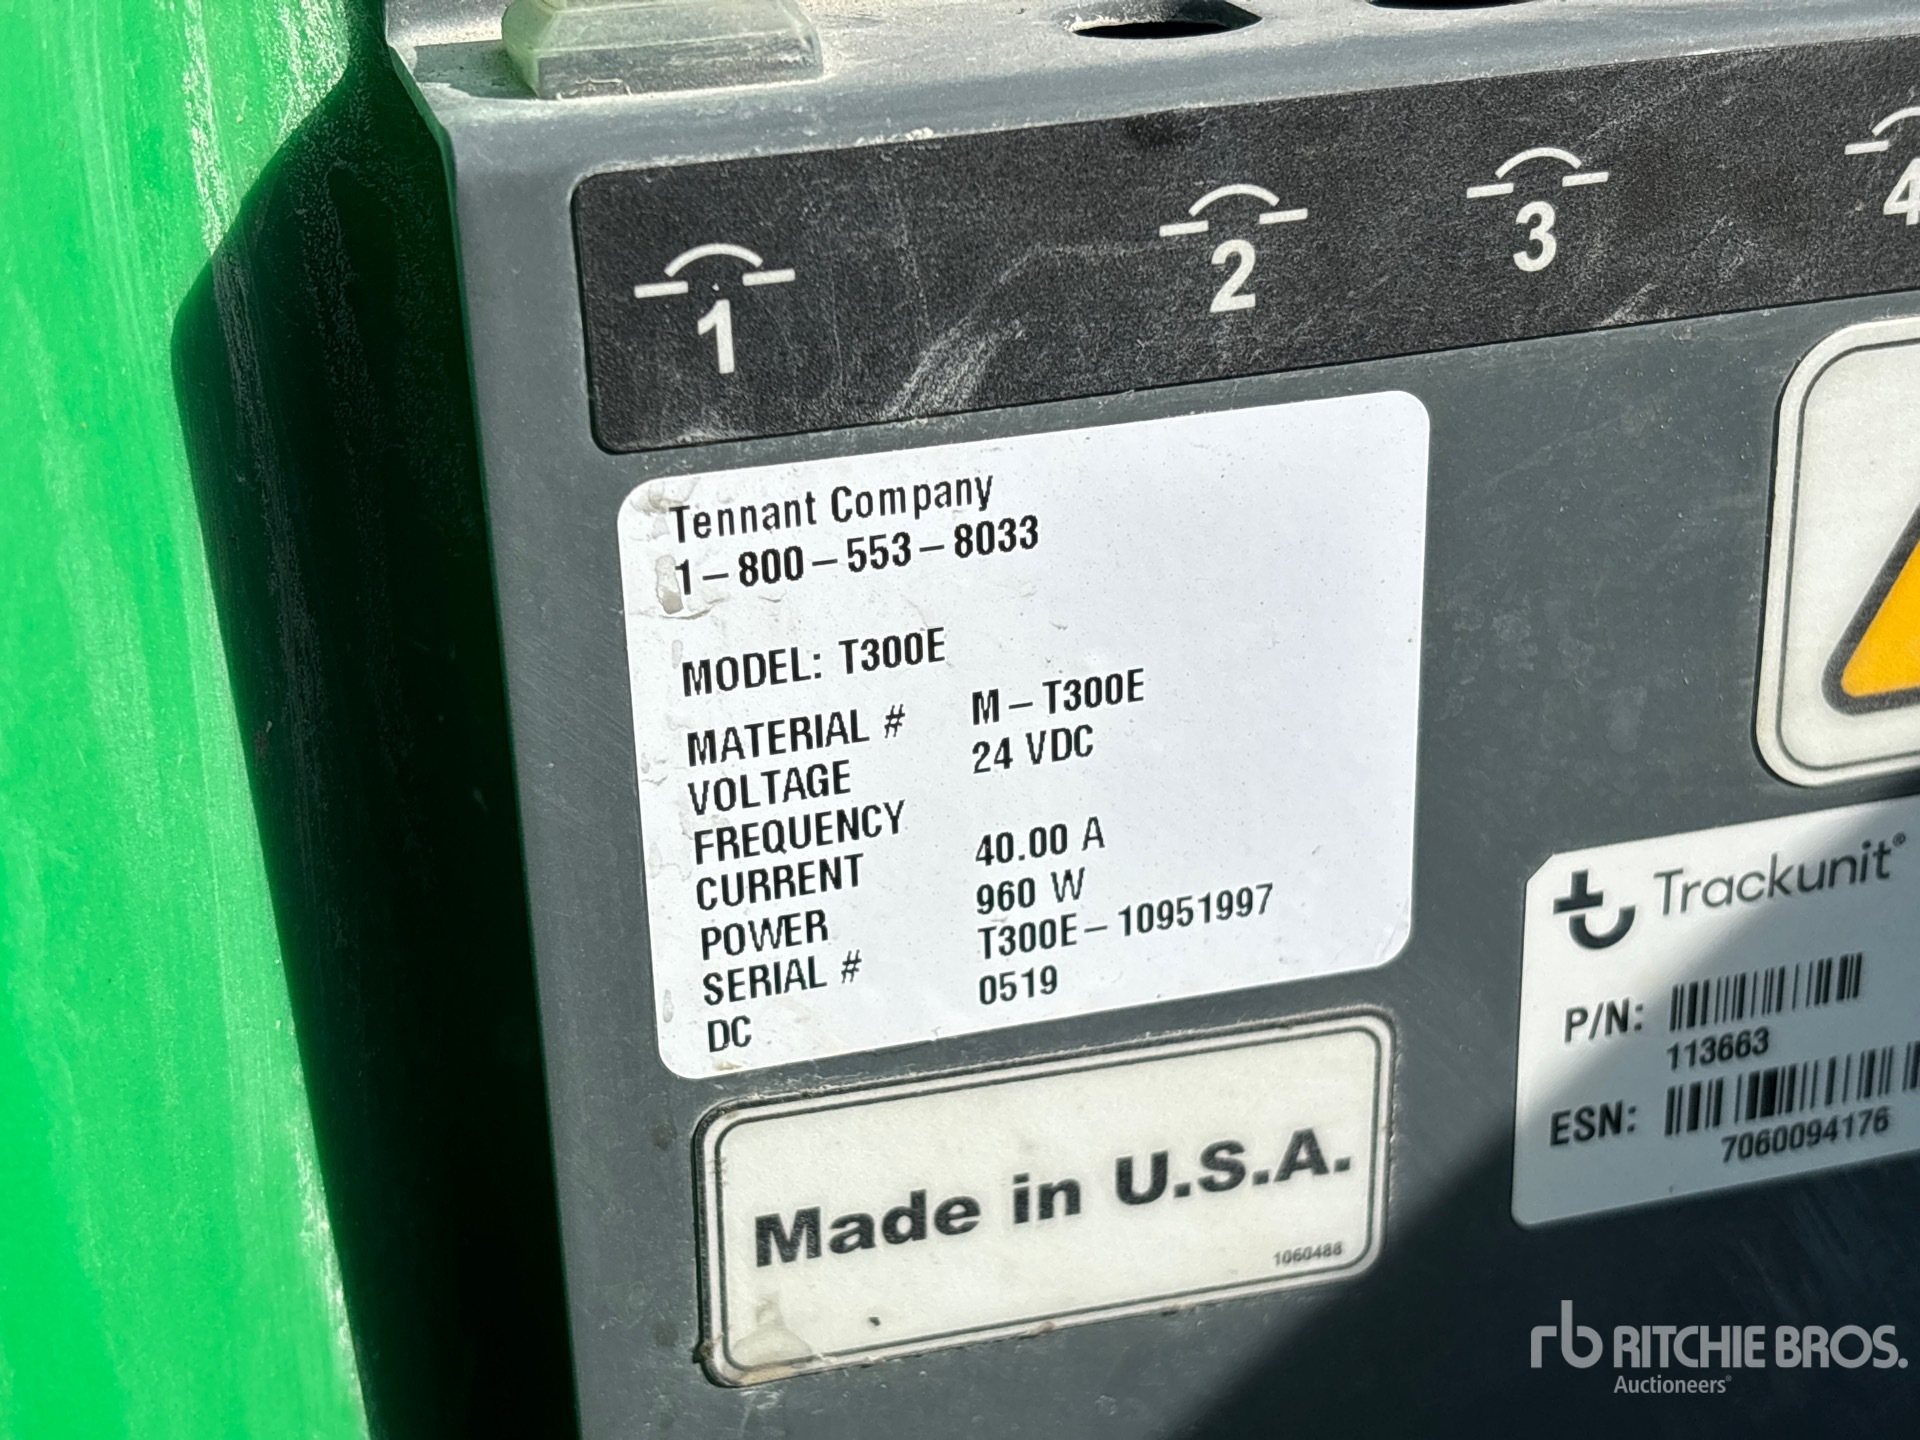 1
2
3
4
Tennant Company
1-800-553-8033
MODEL: T300E
MATERIAL # M-T300E
VOLTAGE 24 VDC
FREQUENCY
CURRENT 40.00 A
POWER 960 W
SERIAL # T300E-10951997
DC 0519
Trackunit®
P/N:
113663
ESN:
7060094176
Made in U.S.A.
1060488
rb RITCHIE BROS.
Auctioneers®